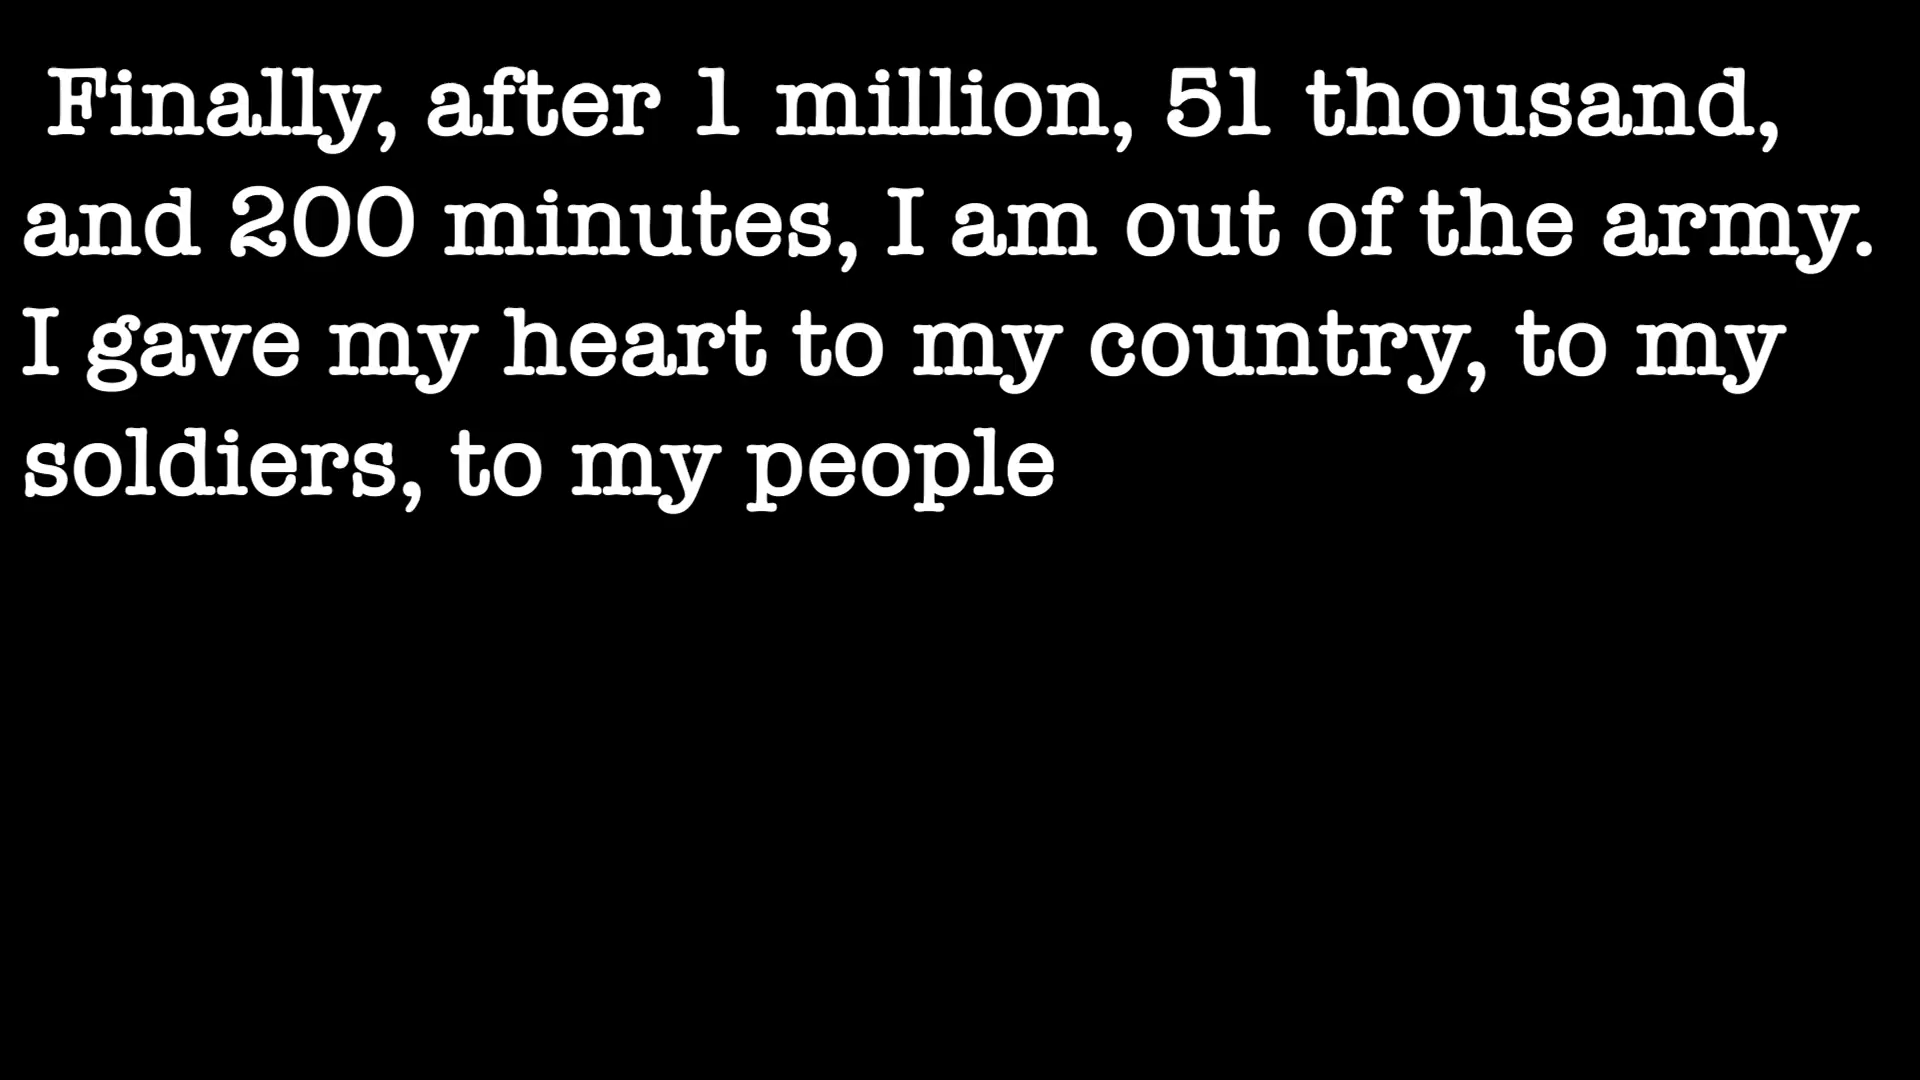 Finally, after 1 million, 51 thousand,
and 200 minutes, I am out of the army.
I gave my heart to my country, to my
soldiers, to my people